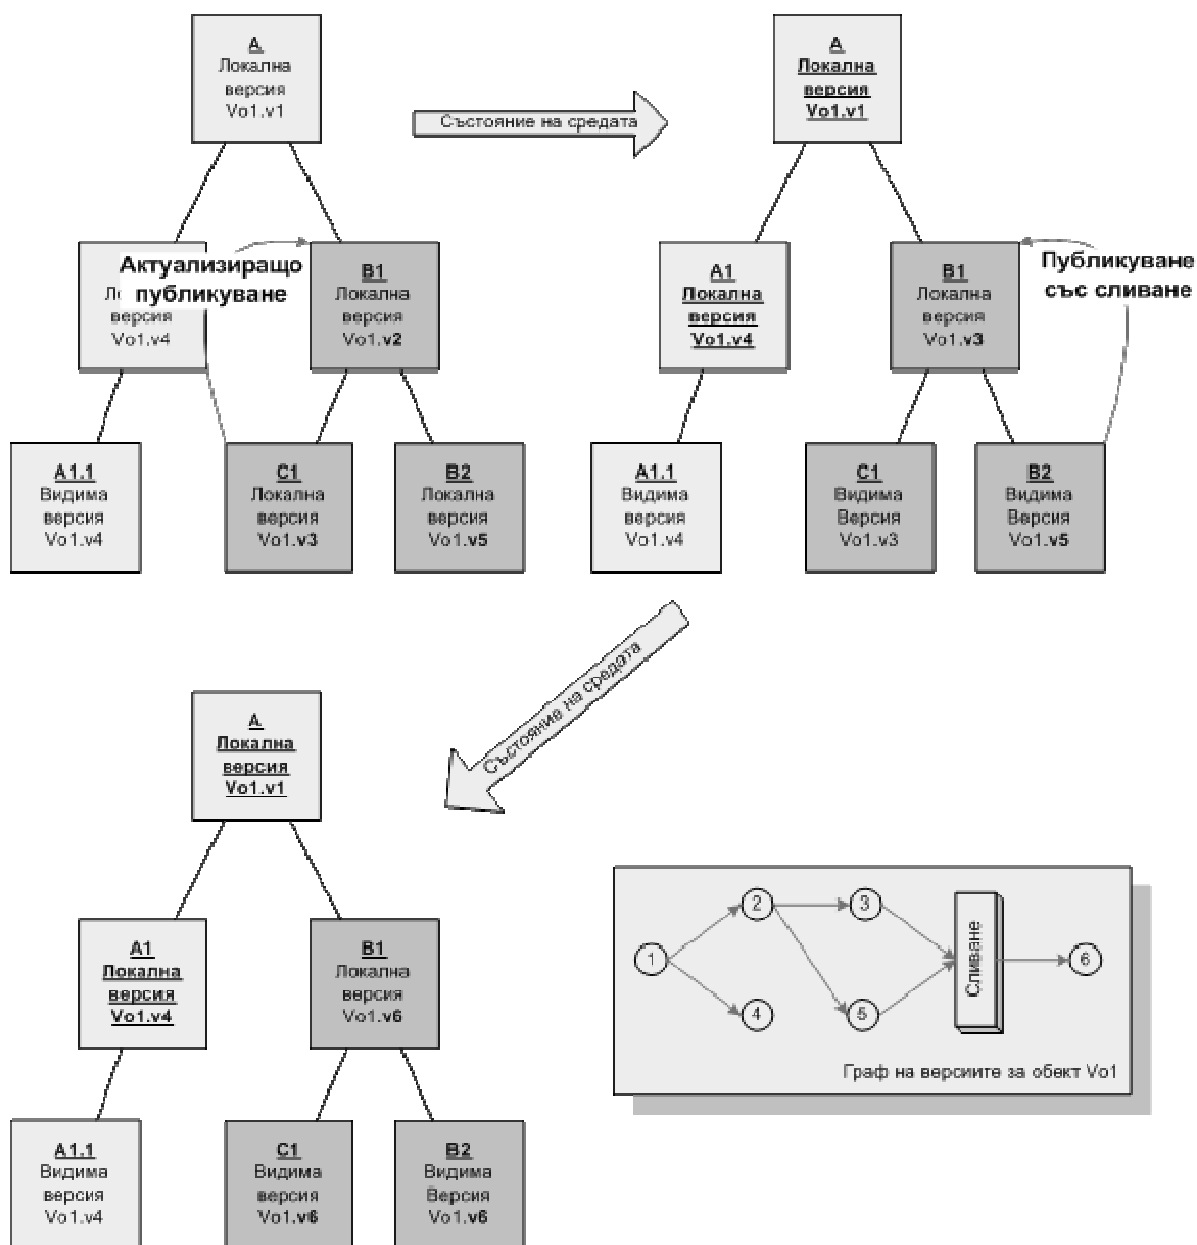 A
Локална
версия
Vo1.v1
Състояние на средата
A
Локална
версия
Vo1.v1
Актуализиращо
публикуване
версия
Vo1.v4
B1
Локална
версия
Vo1.v2
A1
Локална
версия
Vo1.v4
B1
Локална
версия
Vo1.v3
Публикуване
със сливане
A1.1
Видима
версия
Vo1.v4
C1
Локална
версия
Vo1.v3
B2
Локална
версия
Vo1.v5
A1.1
Видима
версия
Vo1.v4
C1
Видима
Версия
Vo1.v3
B2
Видима
Версия
Vo1.v5
Състояние на средата
A
Локална
версия
Vo1.v1
A1
Локална
версия
Vo1.v4
B1
Локална
версия
Vo1.v6
A1.1
Видима
версия
Vo1.v4
C1
Видима
версия
Vo1.v6
B2
Видима
Версия
Vo1.v6
1
2
3
4
5
Сливане
6
Граф на версиите за обект Vo1